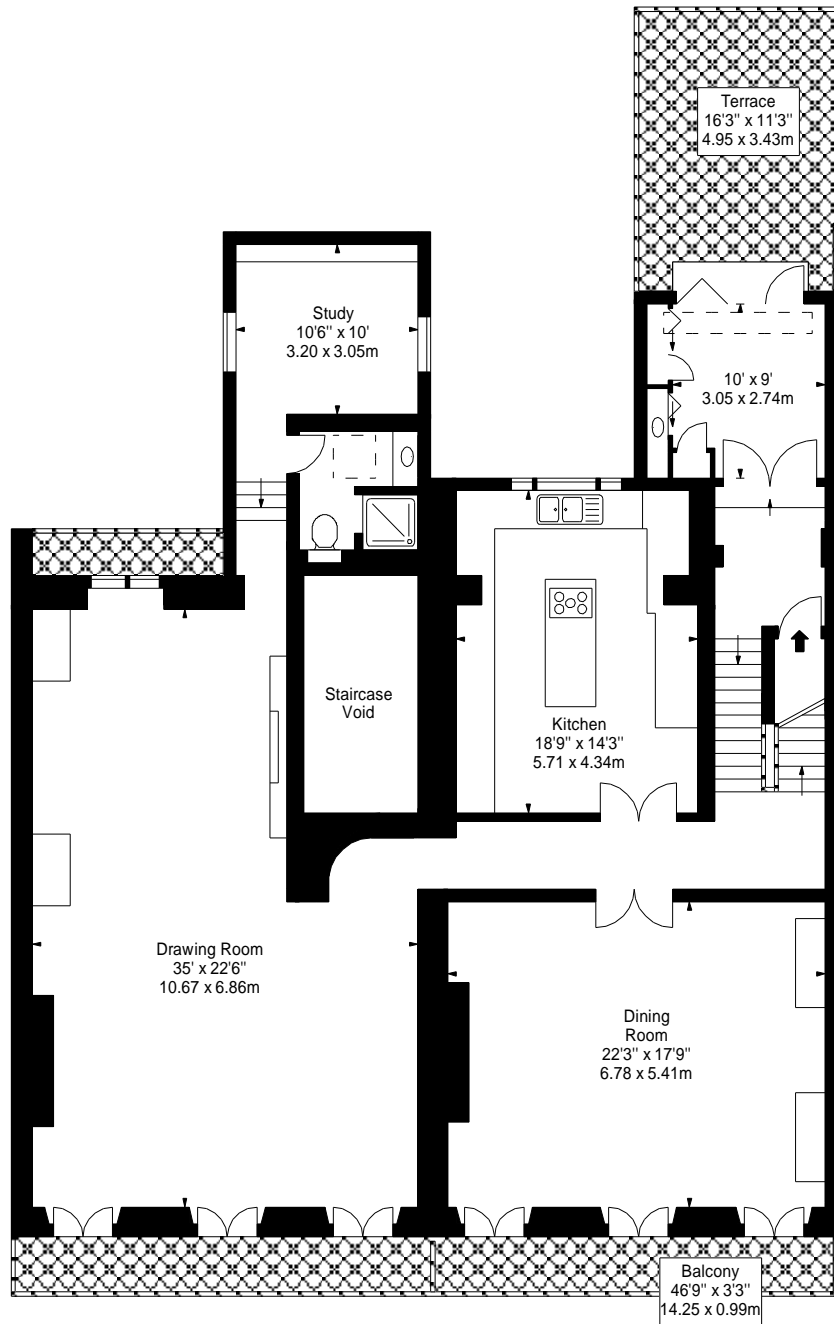 Terrace
16'3" x 11'3"
4.95 x 3.43m
Study
10'6" x 10'
3.20 x 3.05m
10' x 9'
3.05 x 2.74m
Staircase
Void
Kitchen
18'9" x 14'3"
5.71 x 4.34m
Drawing Room
35' x 22'6"
10.67 x 6.86m
Dining
Room
22'3" x 17'9"
6.78 x 5.41m
Balcony
46'9" x 3'3"
14.25 x 0.99m